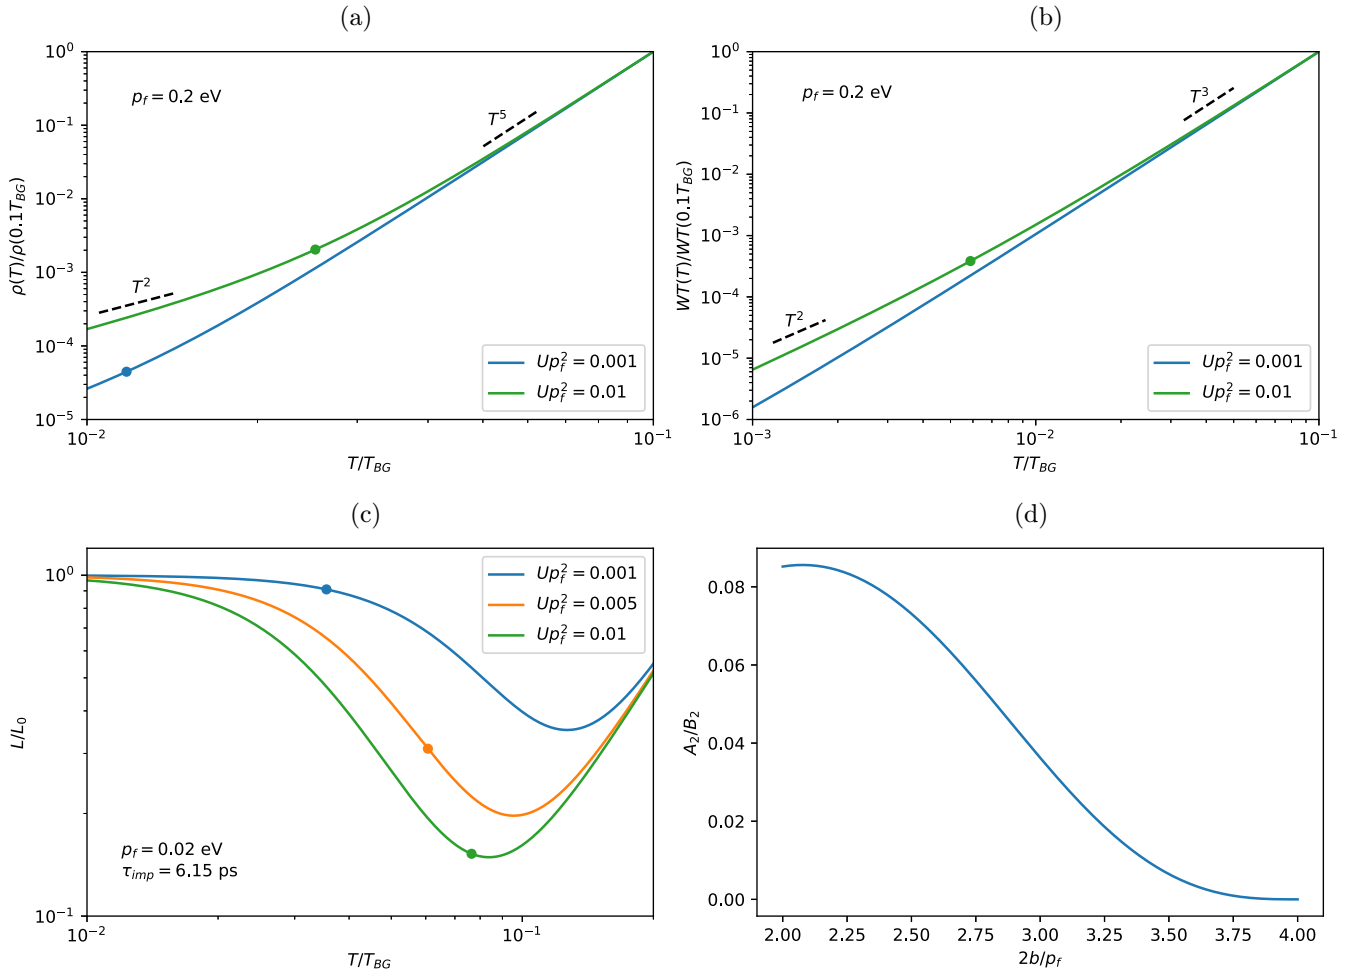 (a)
10^0
10^-1
10^-2
10^-3
10^-4
10^-5
ρ(T)/ρ(0.1T_BG)
p_f = 0.2 eV
T^5
T^2
Up_f^2 = 0.001
Up_f^2 = 0.01
10^-2
10^-1
T/T_BG
(b)
10^0
10^-1
10^-2
10^-3
10^-4
10^-5
10^-6
WT(T)/WT(0.1T_BG)
p_f = 0.2 eV
T^3
T^2
Up_f^2 = 0.001
Up_f^2 = 0.01
10^-3
10^-2
10^-1
T/T_BG
(c)
10^0
10^-1
L/L_0
Up_f^2 = 0.001
Up_f^2 = 0.005
Up_f^2 = 0.01
p_f = 0.02 eV
τ_imp = 6.15 ps
10^-2
10^-1
T/T_BG
(d)
0.08
0.06
0.04
0.02
0.00
A_2/B_2
2.00 2.25 2.50 2.75 3.00 3.25 3.50 3.75 4.00
2b/p_f